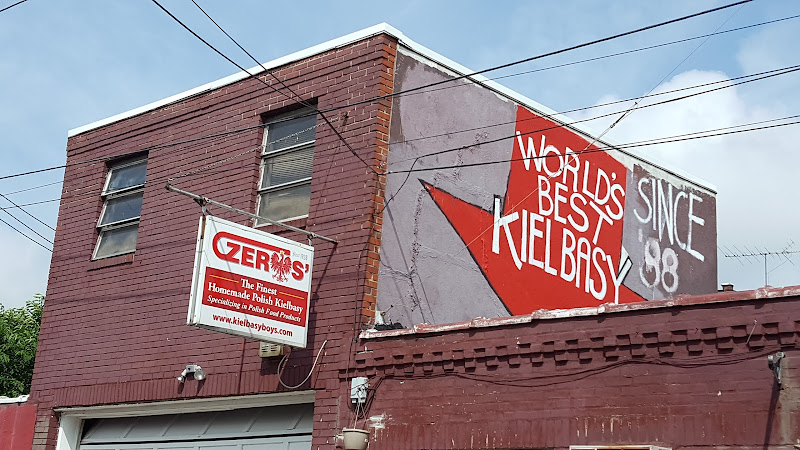 CZERW'S
The Finest
Homemade Polish Kielbasy
Specializing in Polish Food Products
www.kielbasyboys.com
WORLD'S
BEST
KIELBASY
SINCE
'88